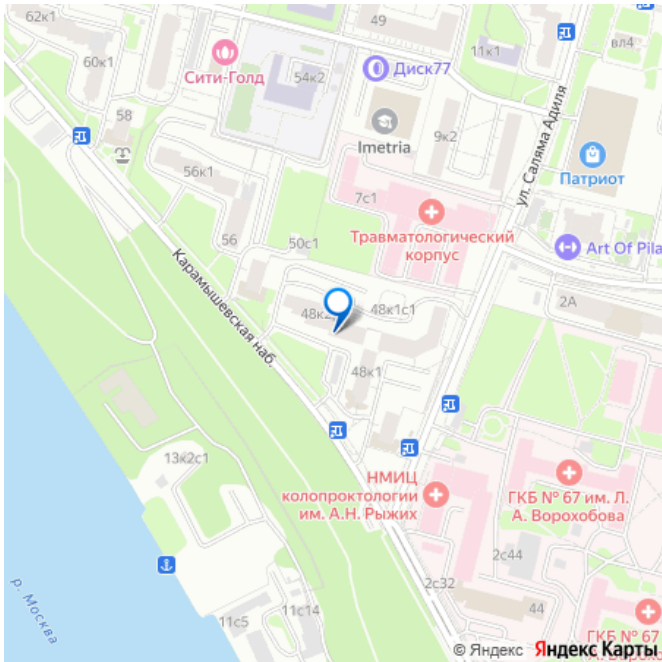 62к1
49
вл4
11к1
60к1
Сити-Голд
54к2
Диск77
58
Imetria
9к2
ул. Саляма Адиля
Патриот
56к1
7с1
Травматологический
корпус
56
50с1
Art Of Pila
Карамышевская наб.
2А
48к2
48к1с1
48к1
13к2с1
НМИЦ
колопроктологии
им. А.Н. Рыжих
ГКБ № 67 им. Л.
А. Ворохобова
2с44
2с32
р. Москва
11с5
11с14
44
ГКБ № 67
© Яндекс Яндекс Карты